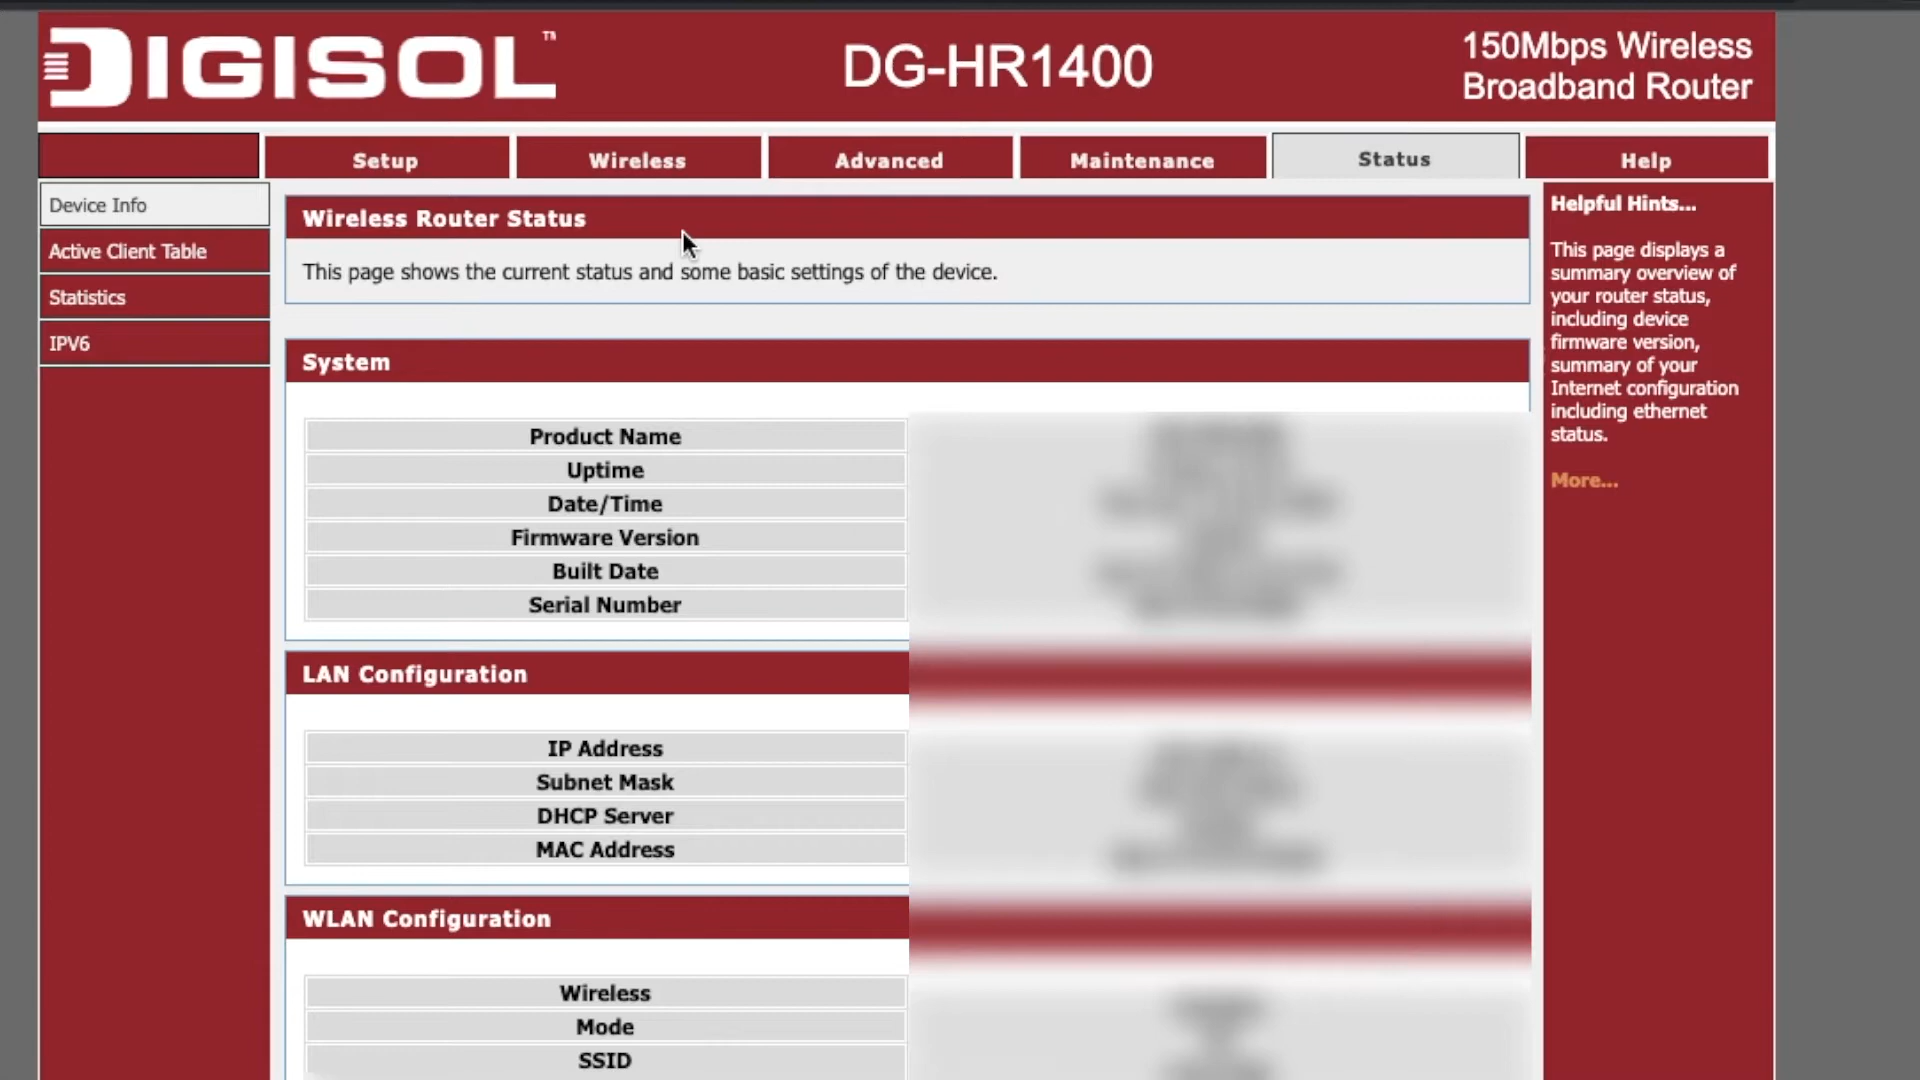 DIGISOL™
DG-HR1400
150Mbps Wireless
Broadband Router
Setup
Wireless
Advanced
Maintenance
Status
Help
Device Info
Active Client Table
Statistics
IPV6
Wireless Router Status
This page shows the current status and some basic settings of the device.
System
Product Name
Uptime
Date/Time
Firmware Version
Built Date
Serial Number
LAN Configuration
IP Address
Subnet Mask
DHCP Server
MAC Address
WLAN Configuration
Wireless
Mode
SSID
Helpful Hints...
This page displays a
summary overview of
your router status,
including device
firmware version,
summary of your
Internet configuration
including ethernet
status.
More...